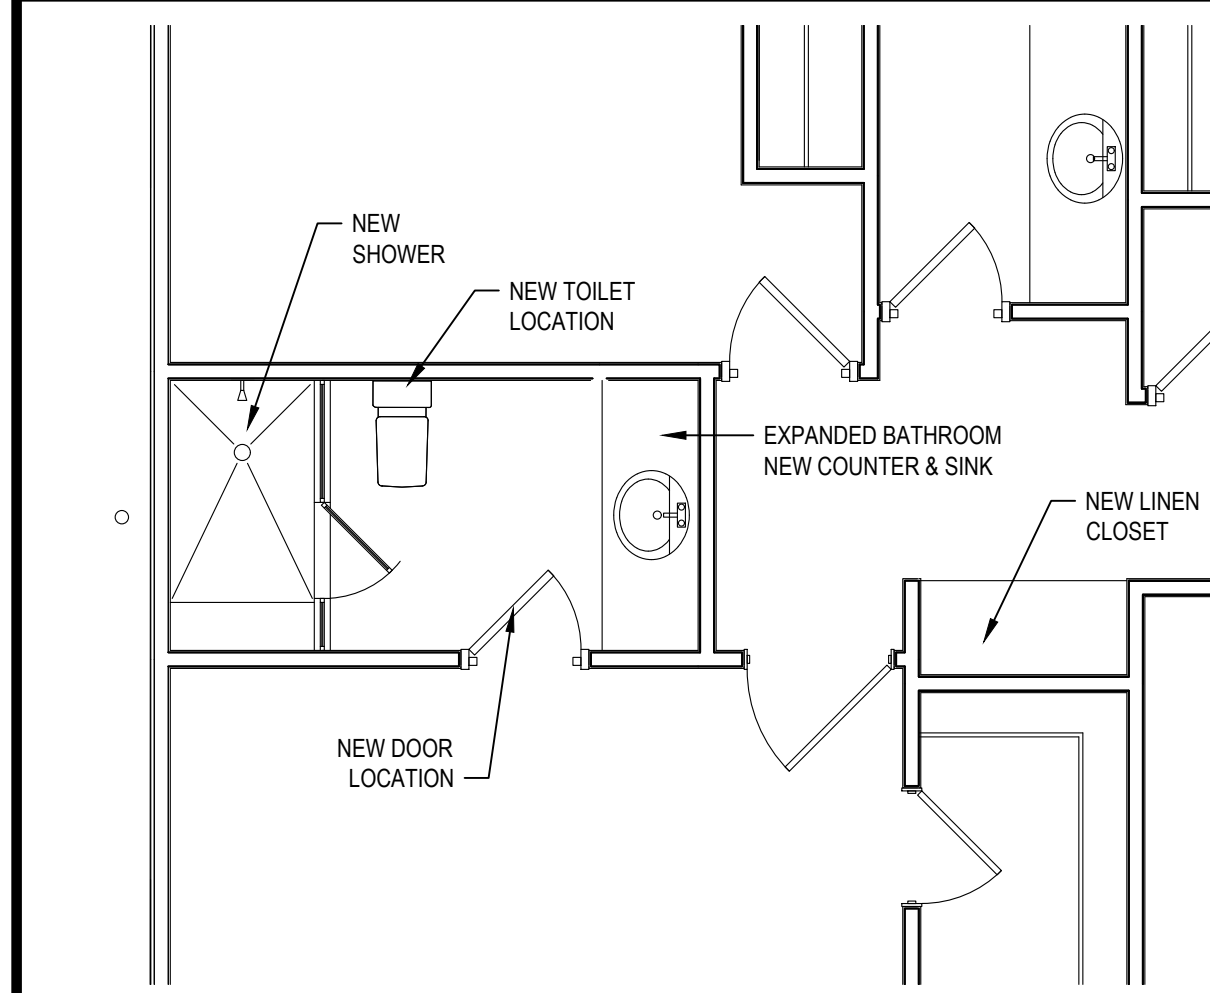 NEW
SHOWER
NEW TOILET
LOCATION
EXPANDED BATHROOM
NEW COUNTER & SINK
NEW LINEN
CLOSET
NEW DOOR
LOCATION